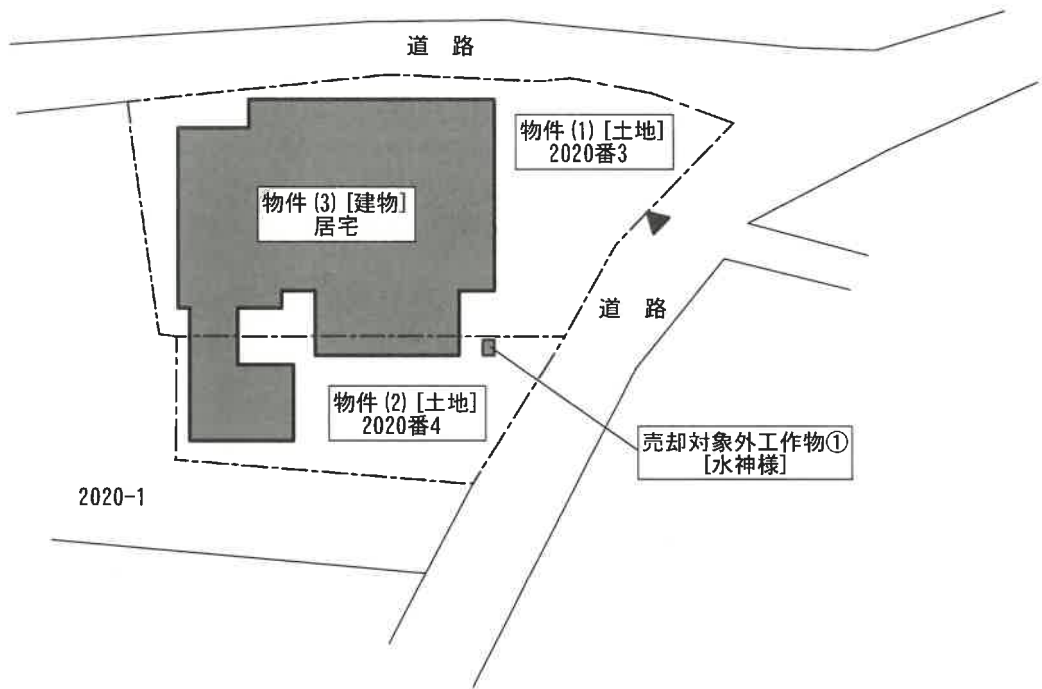 道 路
物件(1)[土地]
2020番3
物件(3)[建物]
居宅
道 路
物件(2)[土地]
2020番4
売却対象外工作物①
[水神様]
2020-1